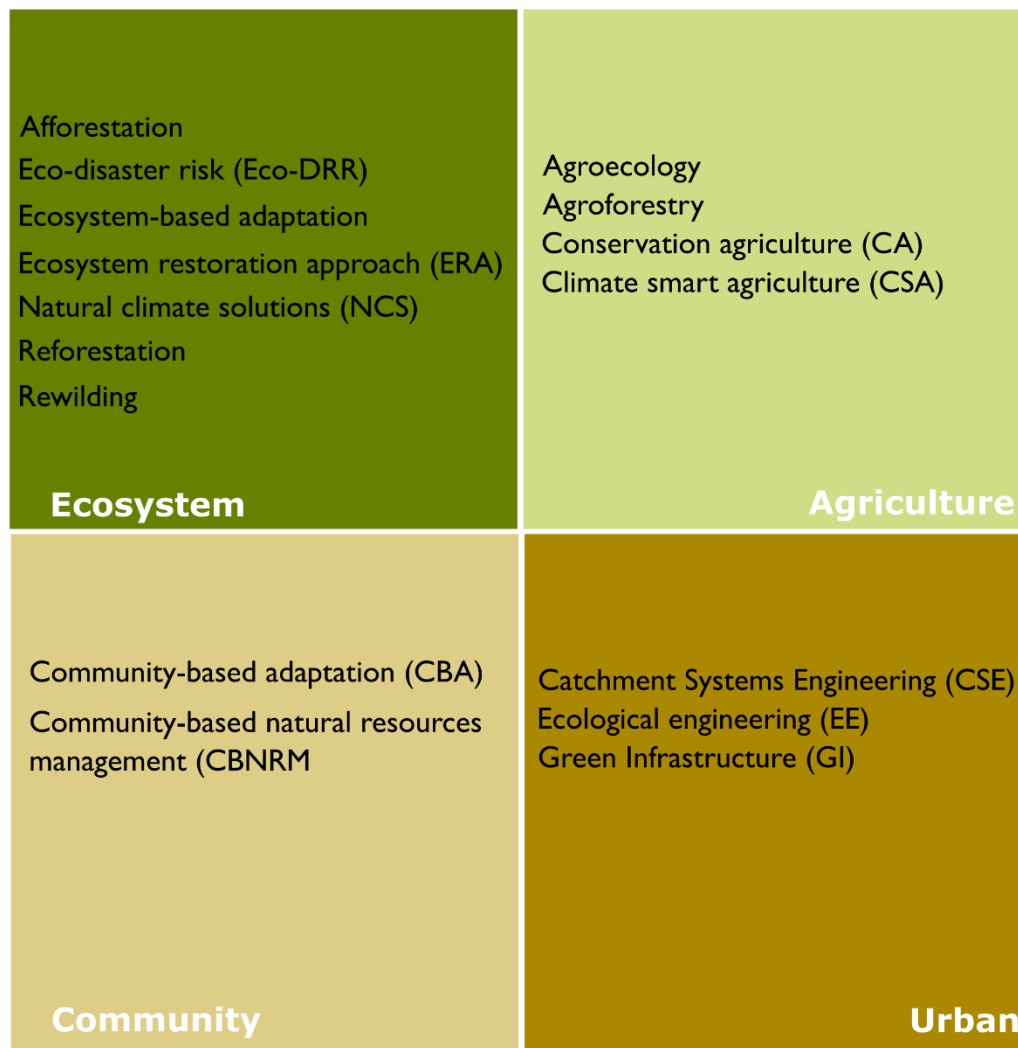 Afforestation
Eco-disaster risk (Eco-DRR)
Ecosystem-based adaptation
Ecosystem restoration approach (ERA)
Natural climate solutions (NCS)
Reforestation
Rewilding
Ecosystem
Agroecology
Agroforestry
Conservation agriculture (CA)
Climate smart agriculture (CSA)
Agriculture
Community-based adaptation (CBA)
Community-based natural resources
management (CBNRM
Community
Catchment Systems Engineering (CSE)
Ecological engineering (EE)
Green Infrastructure (GI)
Urban